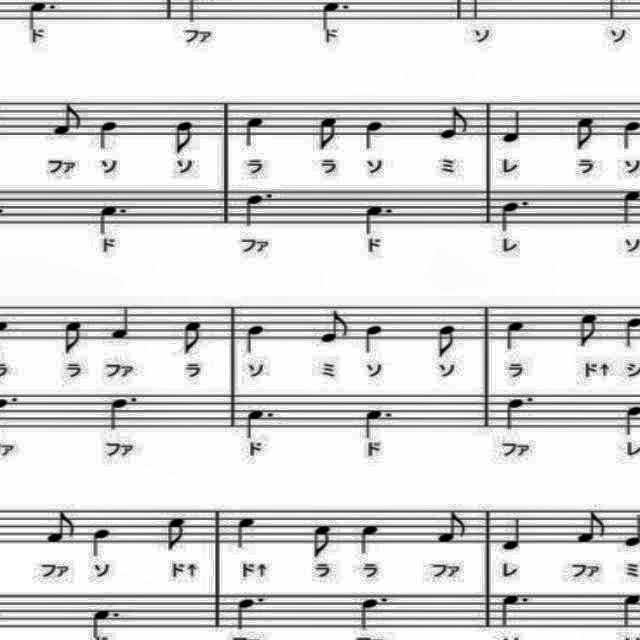 ド ファ ド ソ ソ
ファ ソ ソ ラ ラ ソ ミ レ ラ ソ
ド ファ ド レ ソ
ラ ラ ファ ラ ソ ミ ソ ソ ラ ド↑ シ
ファ ファ ド ド ファ レ
ファ ソ ド↑ ド↑ ラ ラ ファ レ ファ ミ